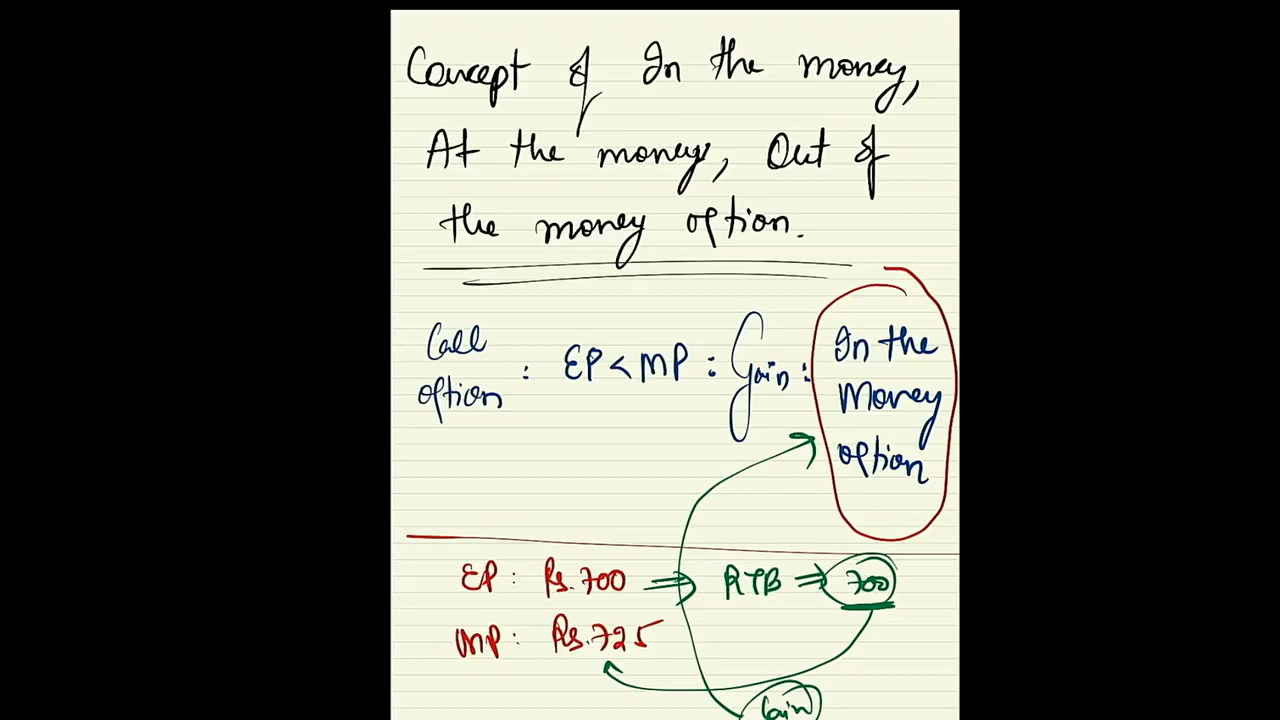 Concept of In the money,
At the money, Out of
the money option.
Call option : EP < MP : Gain : In the Money option
EP : Rs. 700 ⇒ RTB ⇒ 700
MP : Rs. 725
Gain